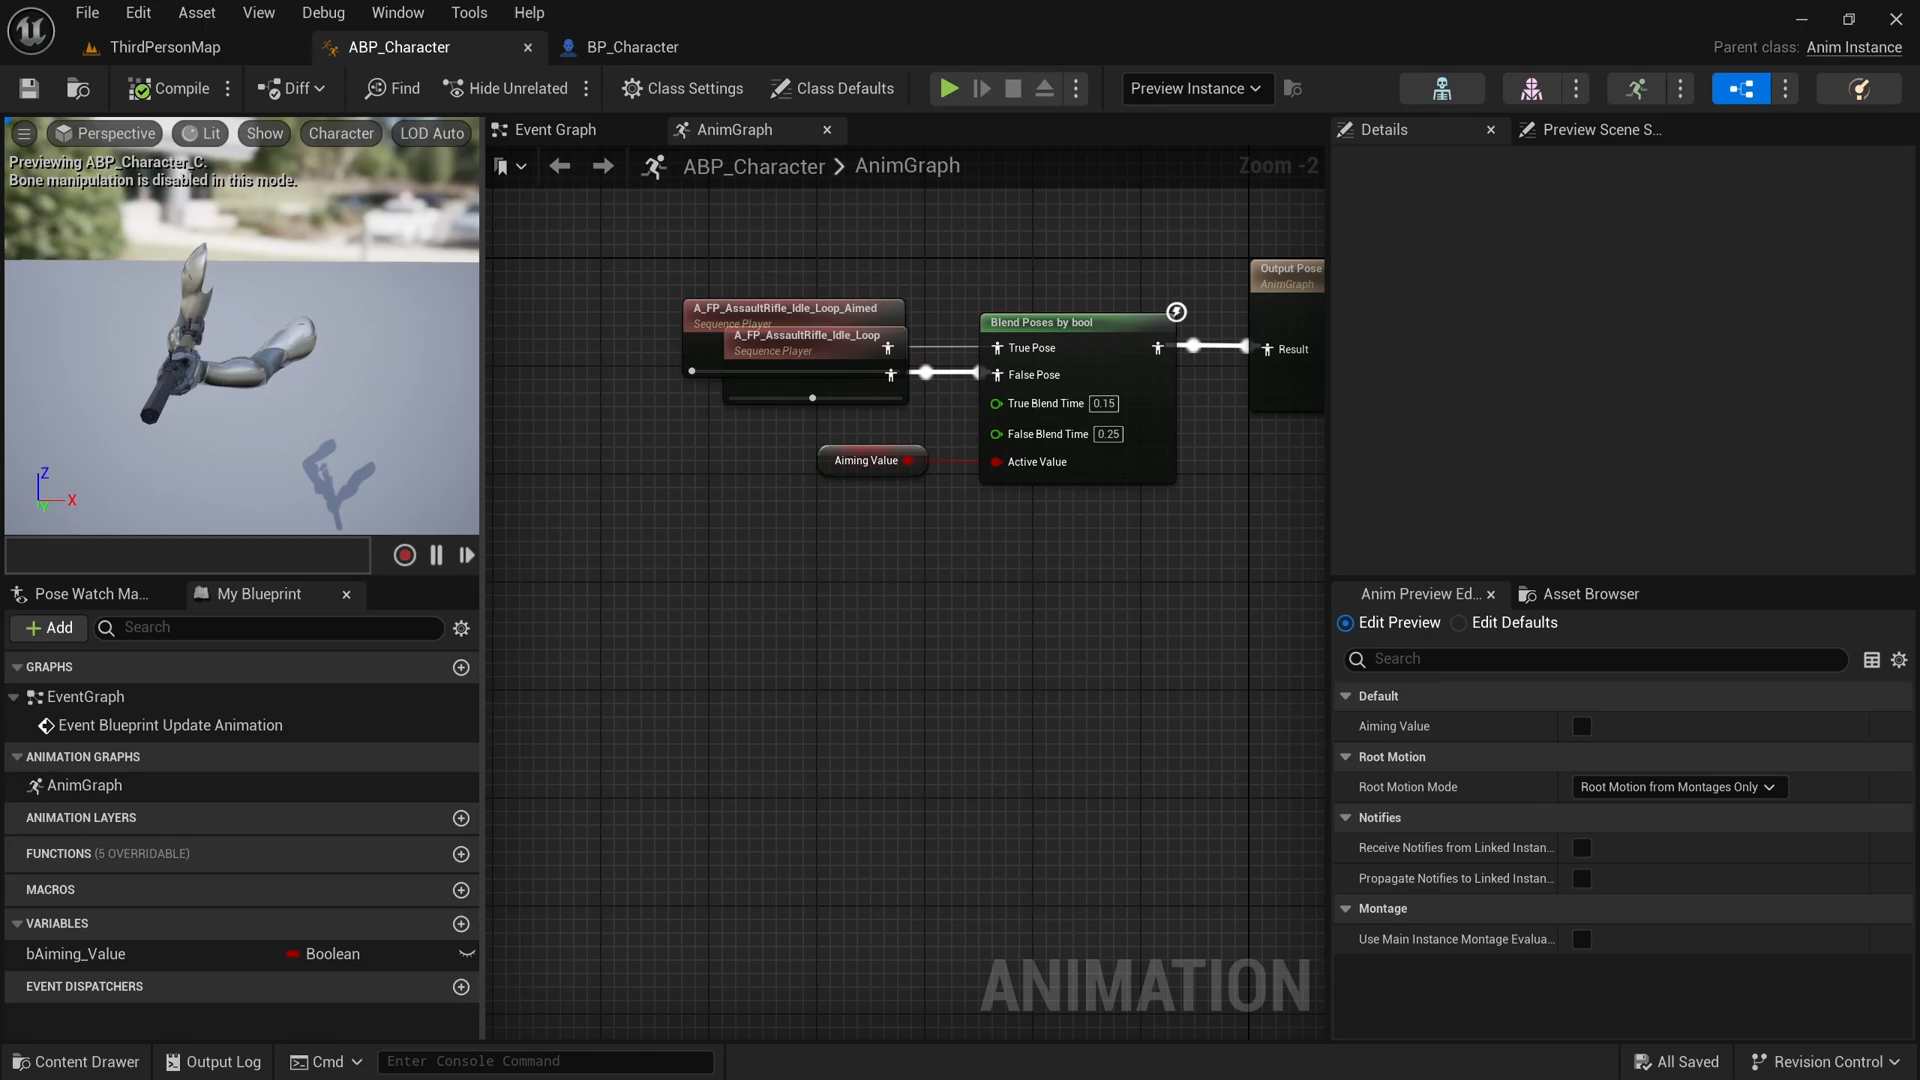 File Edit Asset View Debug Window Tools Help
ThirdPersonMap
ABP_Character
BP_Character
Parent class: Anim Instance
Compile
Diff
Find
Hide Unrelated
Class Settings
Class Defaults
Preview Instance
Perspective
Lit
Show
Character
LOD Auto
Previewing ABP_Character_C.
Bone manipulation is disabled in this mode.
Z
X
Y
Event Graph
AnimGraph
ABP_Character
AnimGraph
Zoom -2
A_FP_AssaultRifle_Idle_Loop_Aimed
Sequence Player
A_FP_AssaultRifle_Idle_Loop
Sequence Player
Aiming Value
Blend Poses by bool
True Pose
False Pose
True Blend Time 0.15
False Blend Time 0.25
Active Value
Output Pose
AnimGraph
Result
ANIMATION
Pose Watch Ma...
My Blueprint
Add
Search
GRAPHS
EventGraph
Event Blueprint Update Animation
ANIMATION GRAPHS
AnimGraph
ANIMATION LAYERS
FUNCTIONS (5 OVERRIDABLE)
MACROS
VARIABLES
bAiming_Value Boolean
EVENT DISPATCHERS
Details
Preview Scene S...
Anim Preview Ed...
Asset Browser
Edit Preview
Edit Defaults
Search
Default
Aiming Value
Root Motion
Root Motion Mode Root Motion from Montages Only
Notifies
Receive Notifies from Linked Instan...
Propagate Notifies to Linked Instan...
Montage
Use Main Instance Montage Evalua...
Content Drawer
Output Log
Cmd
Enter Console Command
All Saved
Revision Control